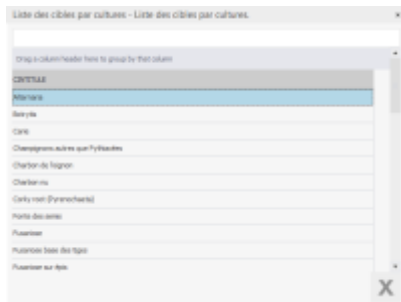 Liste des cibles par cultures - Liste des cibles par cultures.
Drag a column header here to group by that column
Alternaria
Botrytis
Carie
Champignons autres que Pythiacées
Charbon de l'oignon
Charbon nu
Corky root (Pyrenochaeta)
Fonte des semis
Fusariose
Fusariose base des tiges
Fusariose sur épis
X